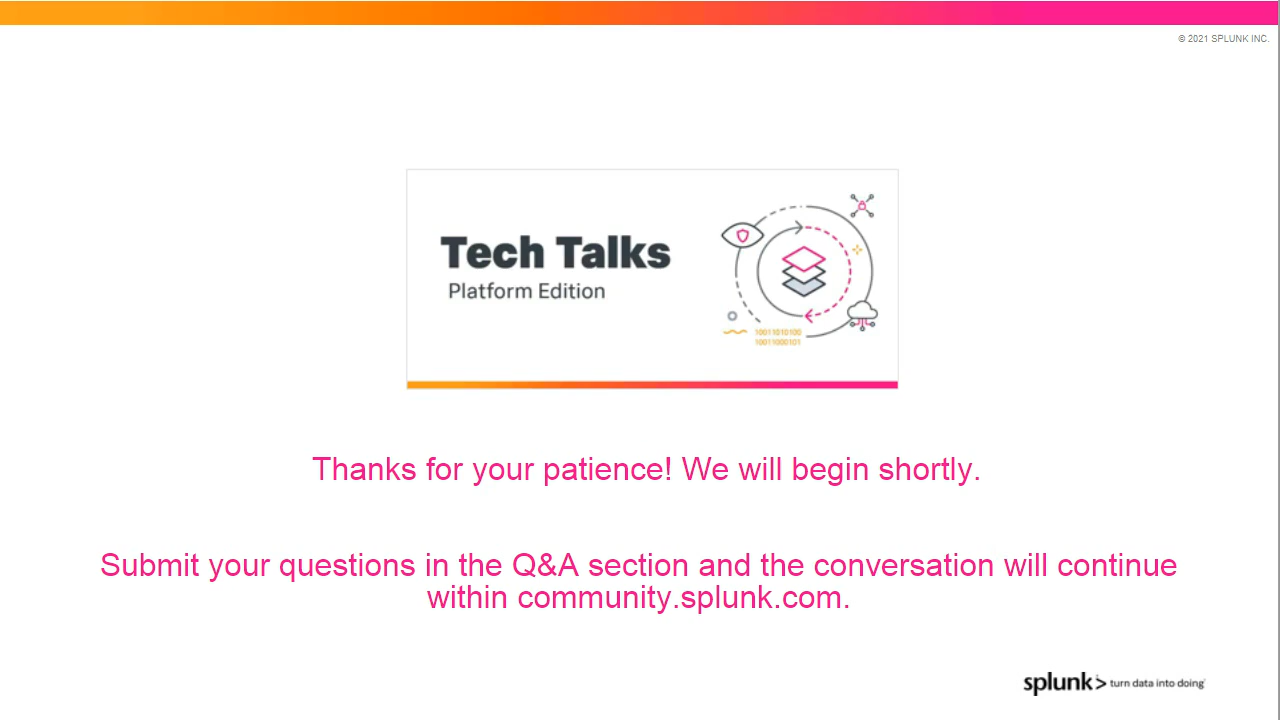 © 2021 SPLUNK INC.
Tech Talks
Platform Edition
10011010100
10011000101
Thanks for your patience! We will begin shortly.
Submit your questions in the Q&A section and the conversation will continue
within community.splunk.com.
splunk> turn data into doing